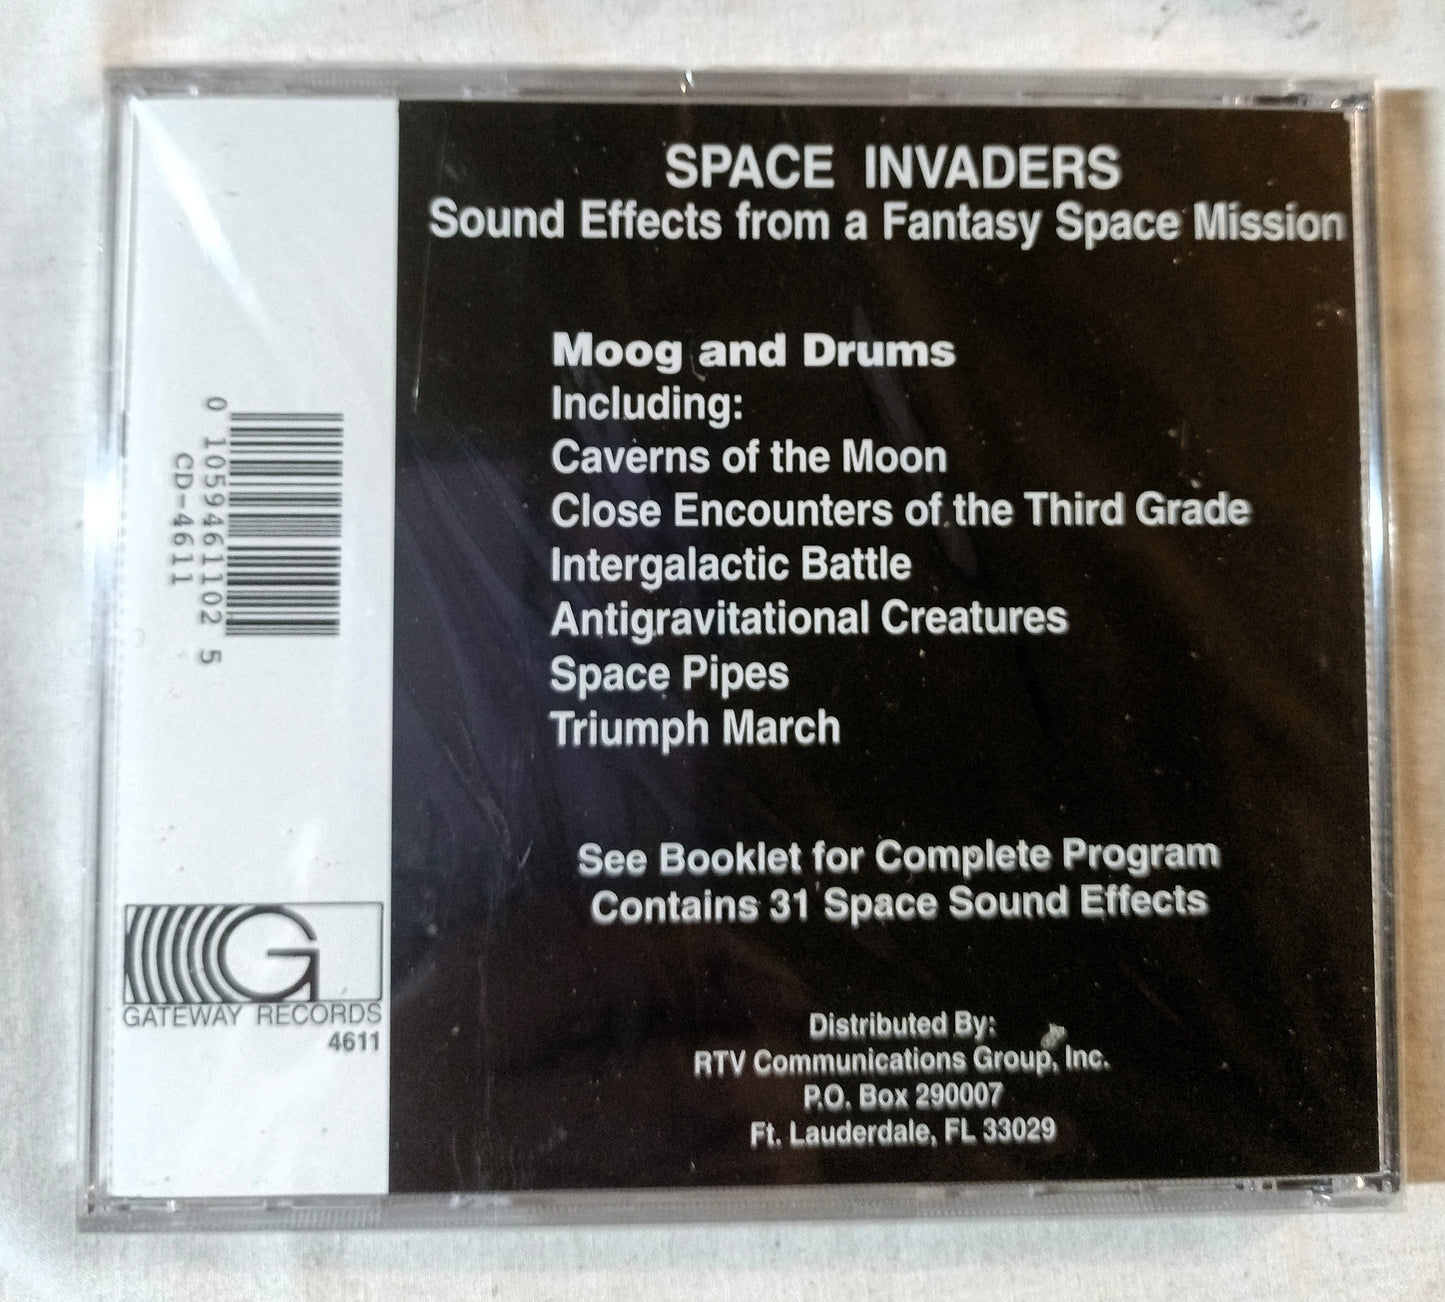 SPACE INVADERS
Sound Effects from a Fantasy Space Mission
Moog and Drums
Including:
Caverns of the Moon
Close Encounters of the Third Grade
Intergalactic Battle
Antigravitational Creatures
Space Pipes
Triumph March
See Booklet for Complete Program
Contains 31 Space Sound Effects
Distributed By:
RTV Communications Group, Inc.
P.O. Box 290007
Ft. Lauderdale, FL 33029
0 1059461102 5
CD-4611
G
GATEWAY RECORDS
4611